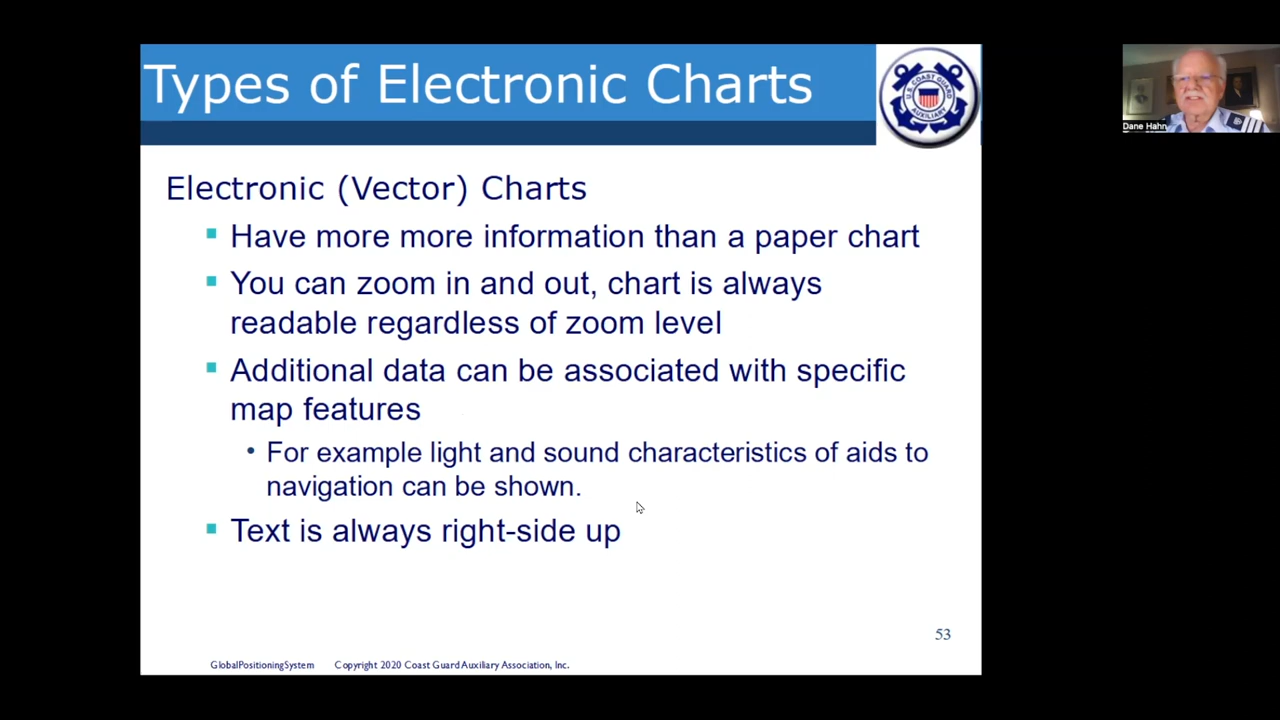 Types of Electronic Charts
U.S. COAST GUARD
AUXILIARY
Dane Hahn
Electronic (Vector) Charts
Have more more information than a paper chart
You can zoom in and out, chart is always
readable regardless of zoom level
Additional data can be associated with specific
map features
For example light and sound characteristics of aids to
navigation can be shown.
Text is always right-side up
53
GlobalPositioningSystem Copyright 2020 Coast Guard Auxiliary Association, Inc.